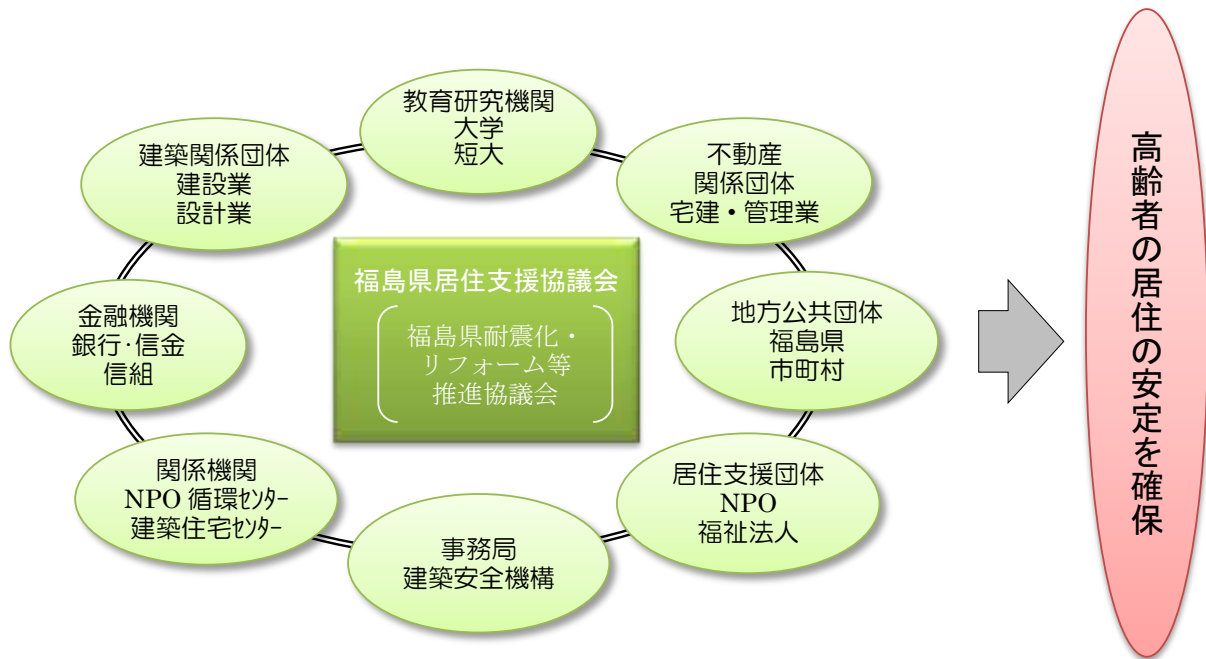 教育研究機関
大学
短大
建築関係団体
建設業
設計業
不動産
関係団体
宅建・管理業
福島県居住支援協議会
福島県耐震化・
リフォーム等
推進協議会
金融機関
銀行･信金
信組
地方公共団体
福島県
市町村
関係機関
NPO 循環ｾﾝﾀｰ
建築住宅ｾﾝﾀｰ
居住支援団体
NPO
福祉法人
事務局
建築安全機構
高齢者の居住の安定を確保